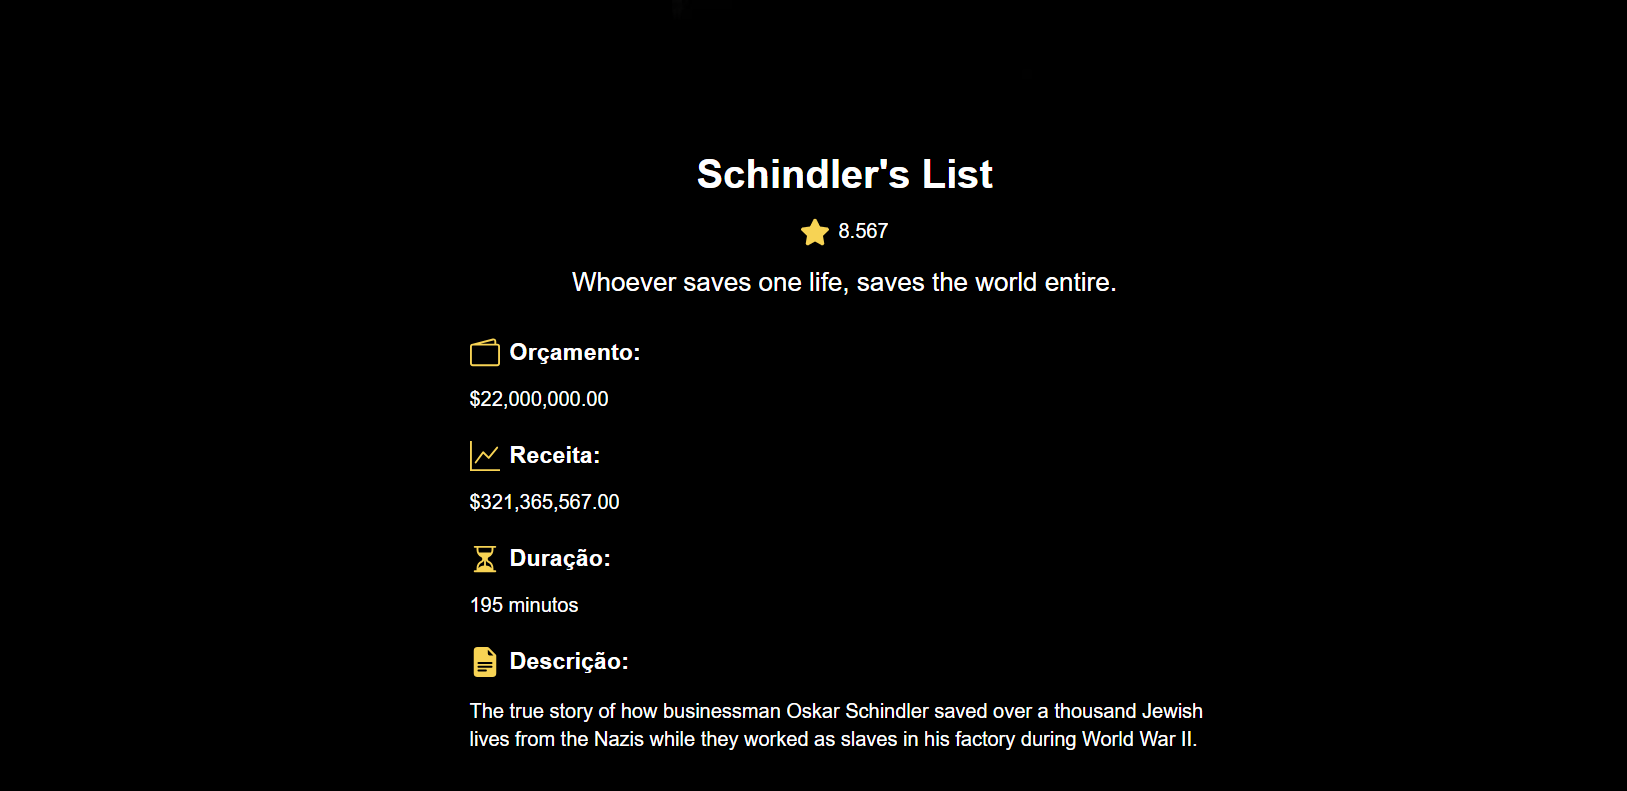 Schindler's List
8.567
Whoever saves one life, saves the world entire.
Orçamento:
$22,000,000.00
Receita:
$321,365,567.00
Duração:
195 minutos
Descrição:
The true story of how businessman Oskar Schindler saved over a thousand Jewish
lives from the Nazis while they worked as slaves in his factory during World War II.